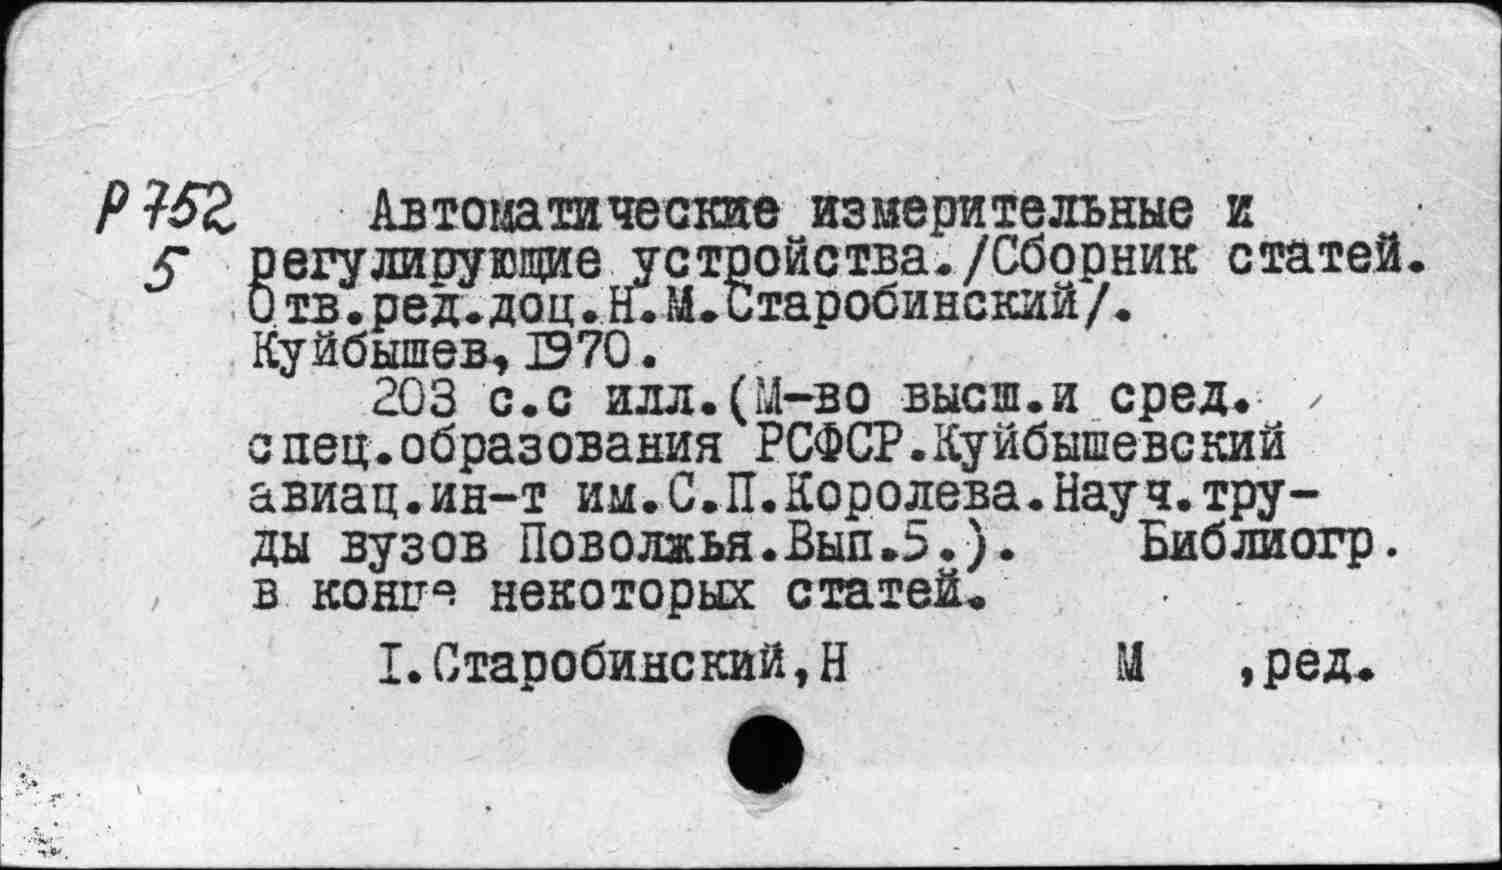 Р752 Автоматические измерительные и
5 регулирующие устройства./Сборник статей.
Отв.ред.доц.Н.М.Старобинский/.
Куйбышев,1970.
203 с.с илл.(М-во высш.и сред.
спец.образования РСФСР.Куйбышевский
авиац.ин-т им.С.П.Королева.Науч.тру-
ды вузов Поволжья.Вып.5.). Библиогр.
в конце некоторых статей.
I.Старобинский,Н М ,ред.